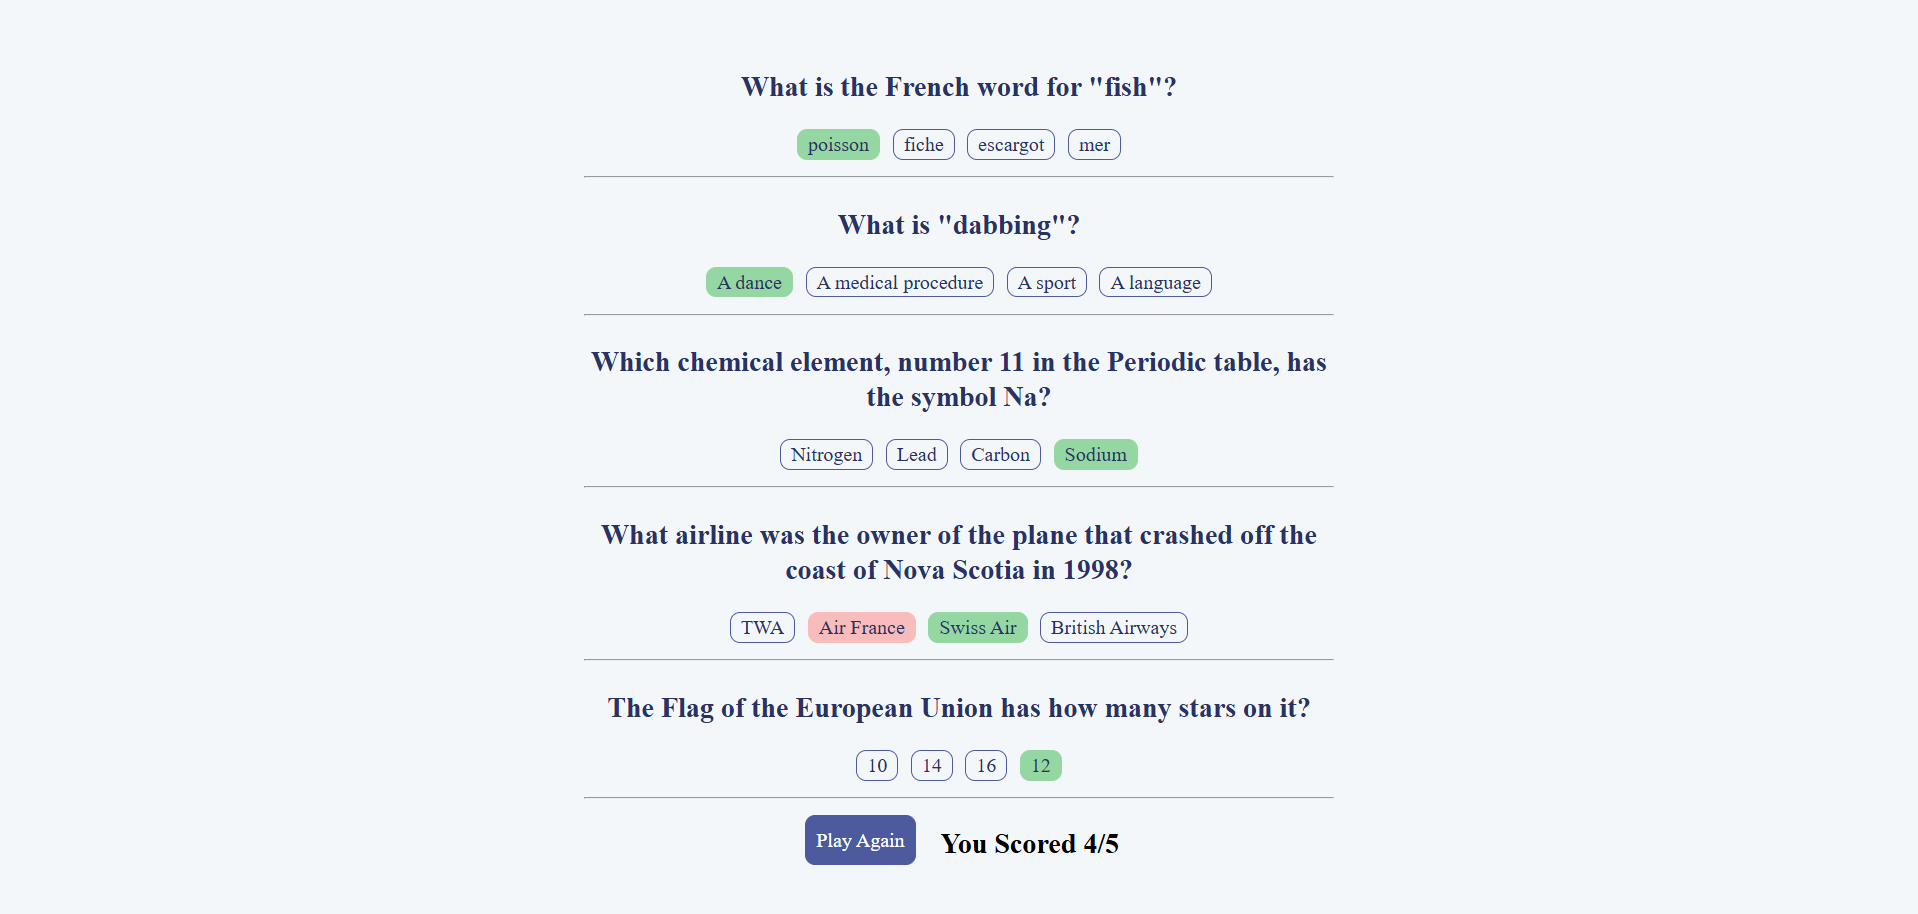 What is the French word for "fish"?
poisson fiche escargot mer
What is "dabbing"?
A dance A medical procedure A sport A language
Which chemical element, number 11 in the Periodic table, has
the symbol Na?
Nitrogen Lead Carbon Sodium
What airline was the owner of the plane that crashed off the
coast of Nova Scotia in 1998?
TWA Air France Swiss Air British Airways
The Flag of the European Union has how many stars on it?
10 14 16 12
Play Again You Scored 4/5